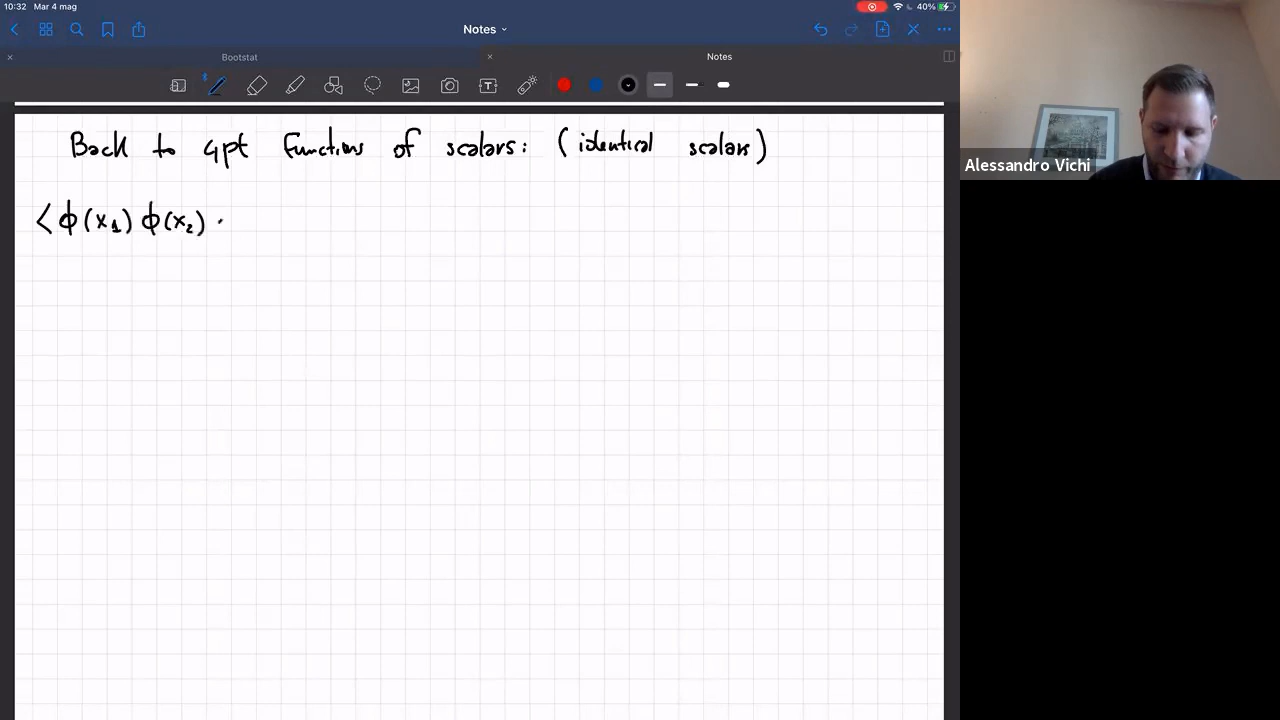 10:32 Mar 4 mag 40%
Notes
Bootstat Notes
Back to 4pt functions of scalars: (identical scalars)
Alessandro Vichi
<ϕ(x₁) ϕ(x₂) ·